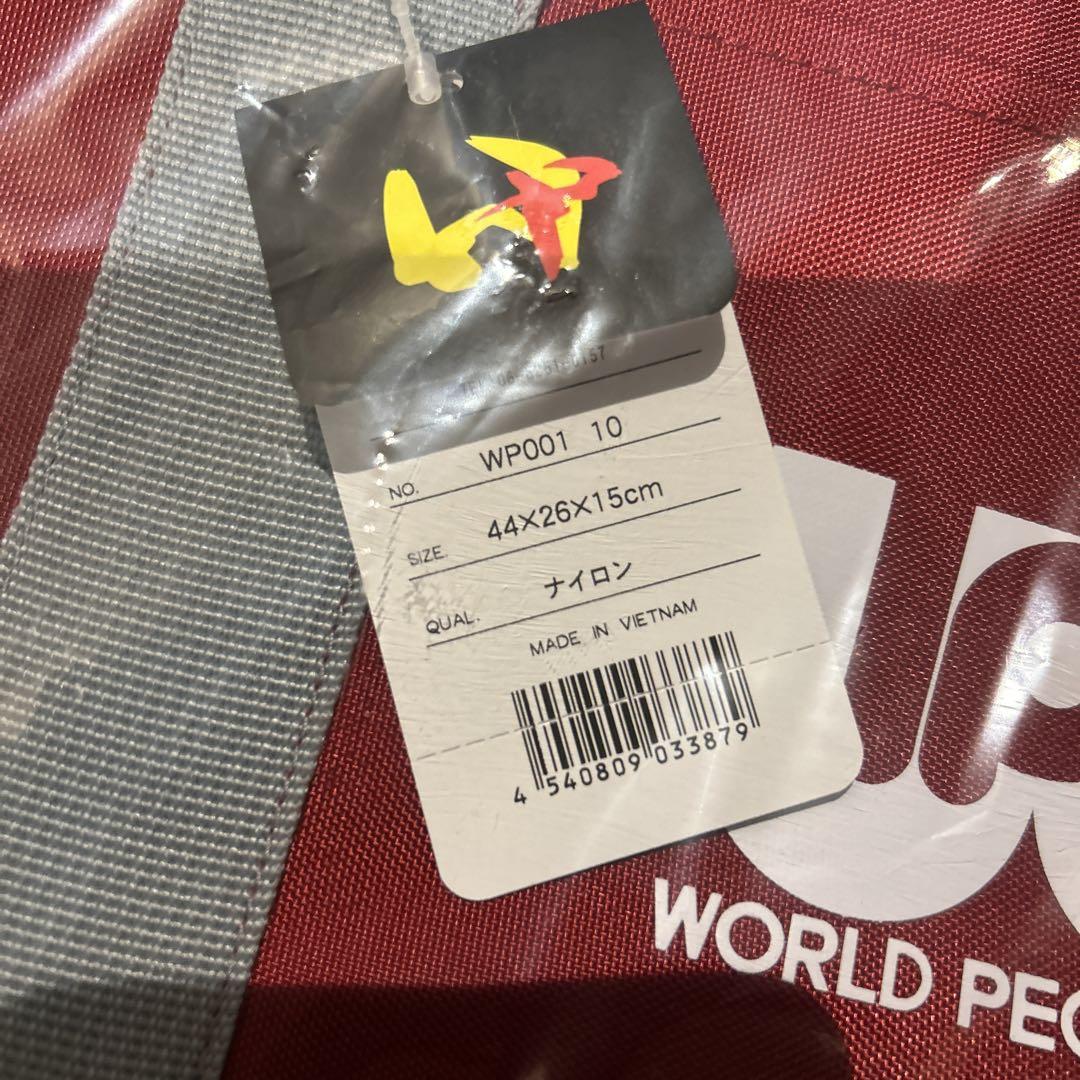 NO. WP001 10
SIZE. 44×26×15cm
QUAL. ナイロン
MADE IN VIETNAM
4 540809 033879
WORLD